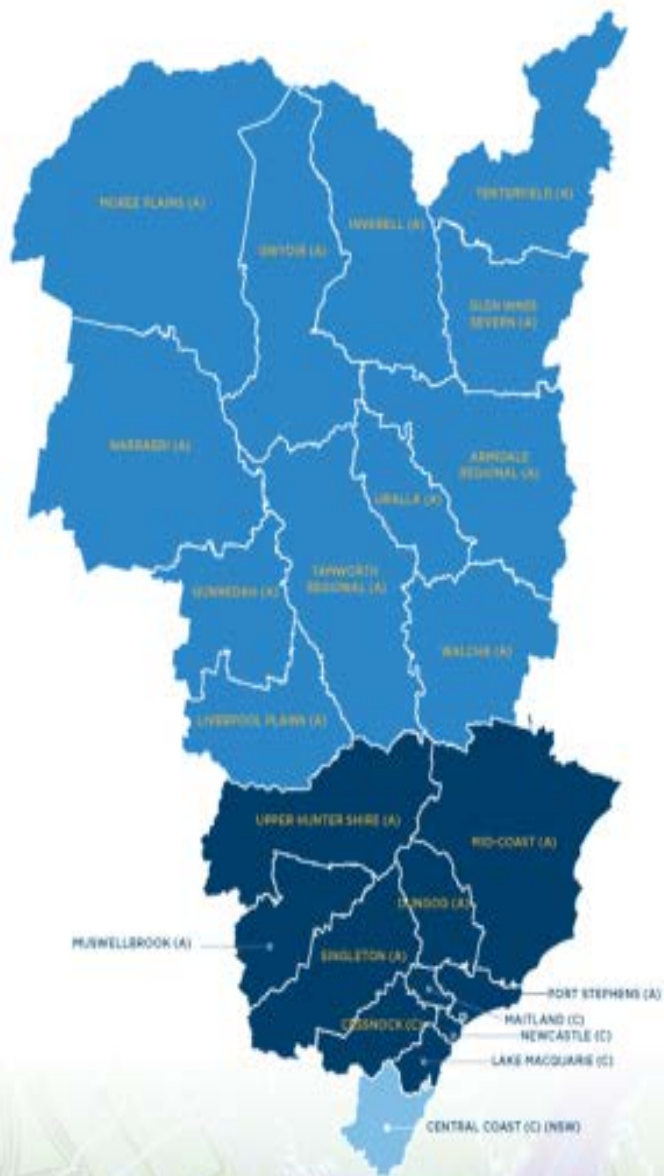 TENTERFIELD (A)
MOREE PLAINS (A)
INVERELL (A)
GWYDIR (A)
GLEN INNES
SEVERN (A)
NARRABRI (A)
ARMIDALE
REGIONAL (A)
URALLA (A)
TAMWORTH
REGIONAL (A)
GUNNEDAH (A)
WALCHA (A)
LIVERPOOL PLAINS (A)
UPPER HUNTER SHIRE (A)
MID-COAST (A)
DUNGOG (A)
MUSWELLBROOK (A)
SINGLETON (A)
PORT STEPHENS (A)
MAITLAND (C)
CESSNOCK (C)
NEWCASTLE (C)
LAKE MACQUARIE (C)
CENTRAL COAST (C) (NSW)